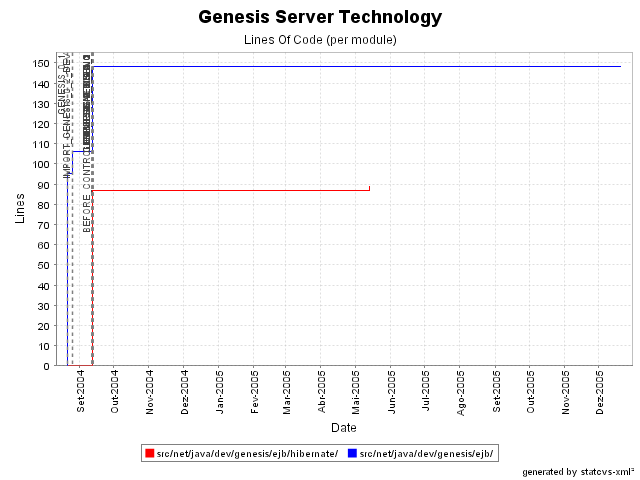 Genesis Server Technology
Lines Of Code (per module)
Lines
150
140
130
120
110
100
90
80
70
60
50
40
30
20
10
0
Set-2004
Out-2004
Nov-2004
Dez-2004
Jan-2005
Fev-2005
Mar-2005
Abr-2005
Mai-2005
Jun-2005
Jul-2005
Ago-2005
Set-2005
Out-2005
Nov-2005
Dez-2005
Date
src/net/java/dev/genesis/ejb/hibernate/
src/net/java/dev/genesis/ejb/
generated by statcvs-xml²